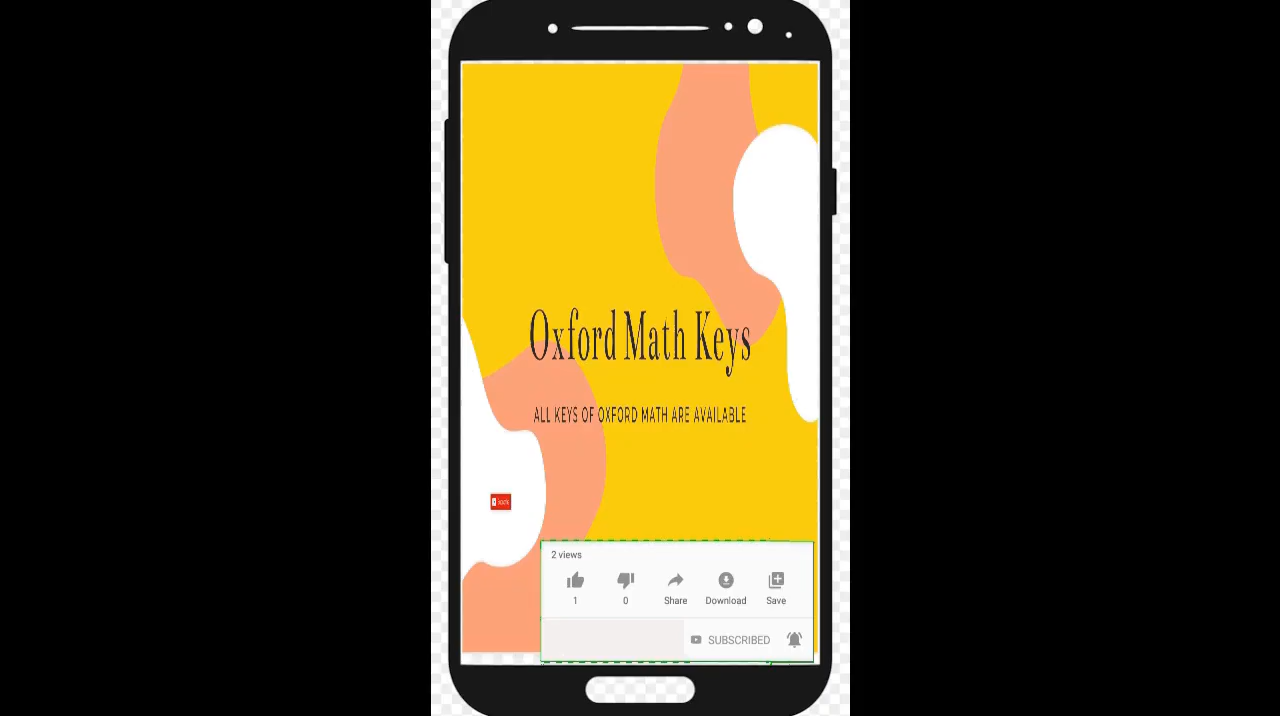 Oxford Math Keys
ALL KEYS OF OXFORD MATH ARE AVAILABLE
2 views
1 0 Share Download Save
SUBSCRIBED